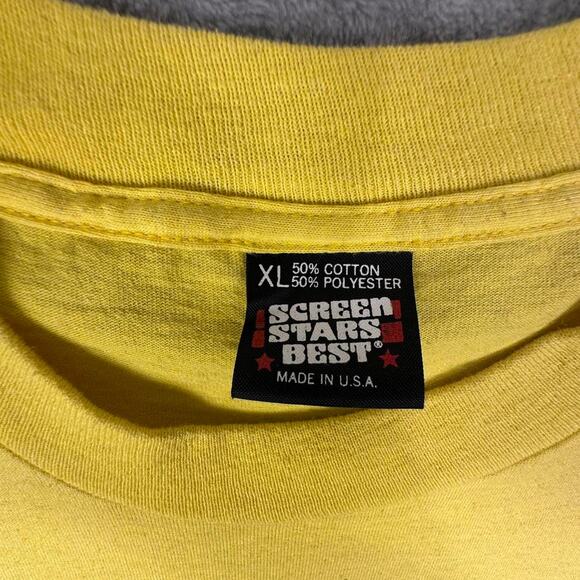 XL 50% COTTON
50% POLYESTER
SCREEN
STARS
BEST®
MADE IN U.S.A.